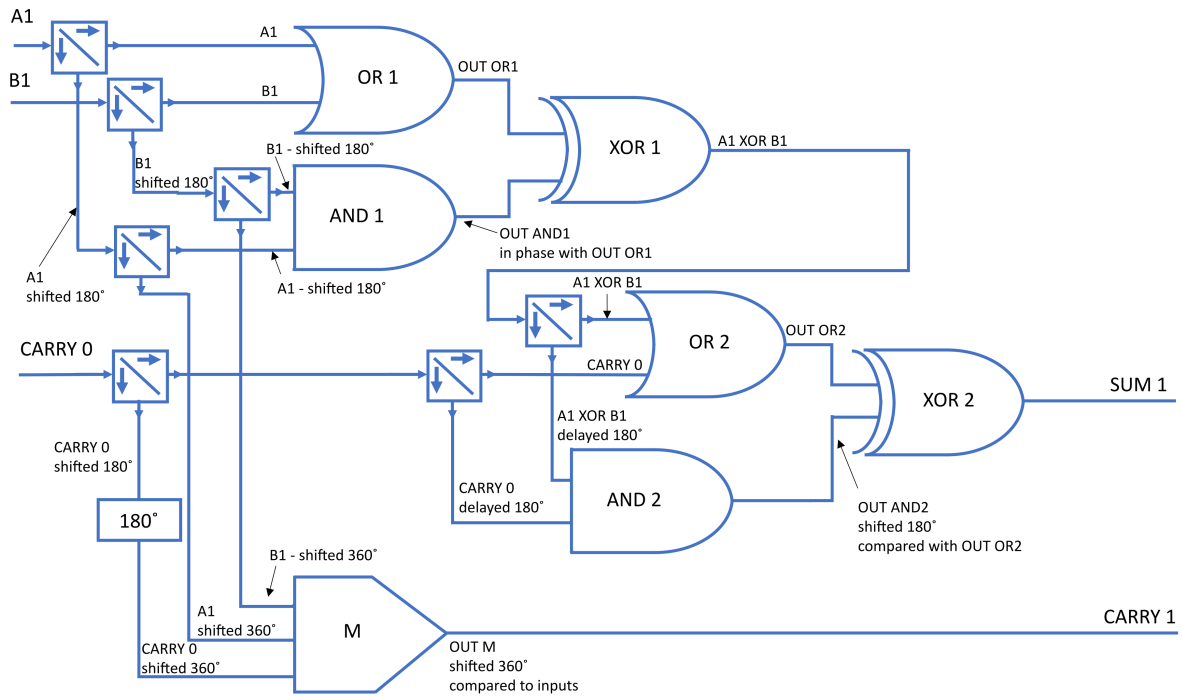 A1
A1
B1
B1
OR 1
OUT OR1
XOR 1
A1 XOR B1
B1 - shifted 180˚
B1
shifted 180˚
AND 1
OUT AND1
in phase with OUT OR1
A1
shifted 180˚
A1 - shifted 180˚
A1 XOR B1
OR 2
OUT OR2
CARRY 0
CARRY 0
XOR 2
SUM 1
A1 XOR B1
delayed 180˚
CARRY 0
shifted 180˚
CARRY 0
delayed 180˚
AND 2
180˚
OUT AND2
shifted 180˚
compared with OUT OR2
B1 - shifted 360˚
A1
shifted 360˚
M
CARRY 1
CARRY 0
shifted 360˚
OUT M
shifted 360˚
compared to inputs